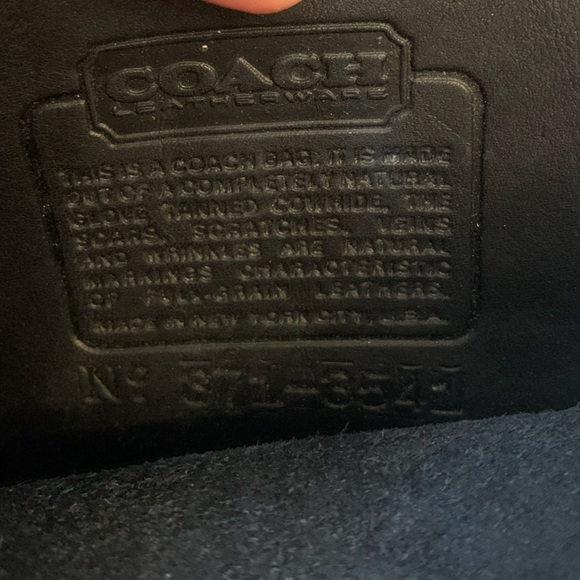 COACH
LEATHERWARE
THIS IS A COACH BAG. IT IS MADE
OUT OF A COMPLETELY NATURAL
GLOVE TANNED COWHIDE. THE
SCARS, SCRATCHES, VEINS
AND WRINKLES ARE NATURAL
MARKINGS CHARACTERISTIC
OF FULL-GRAIN LEATHERS.
MADE IN NEW YORK CITY, U.S.A.
Nº